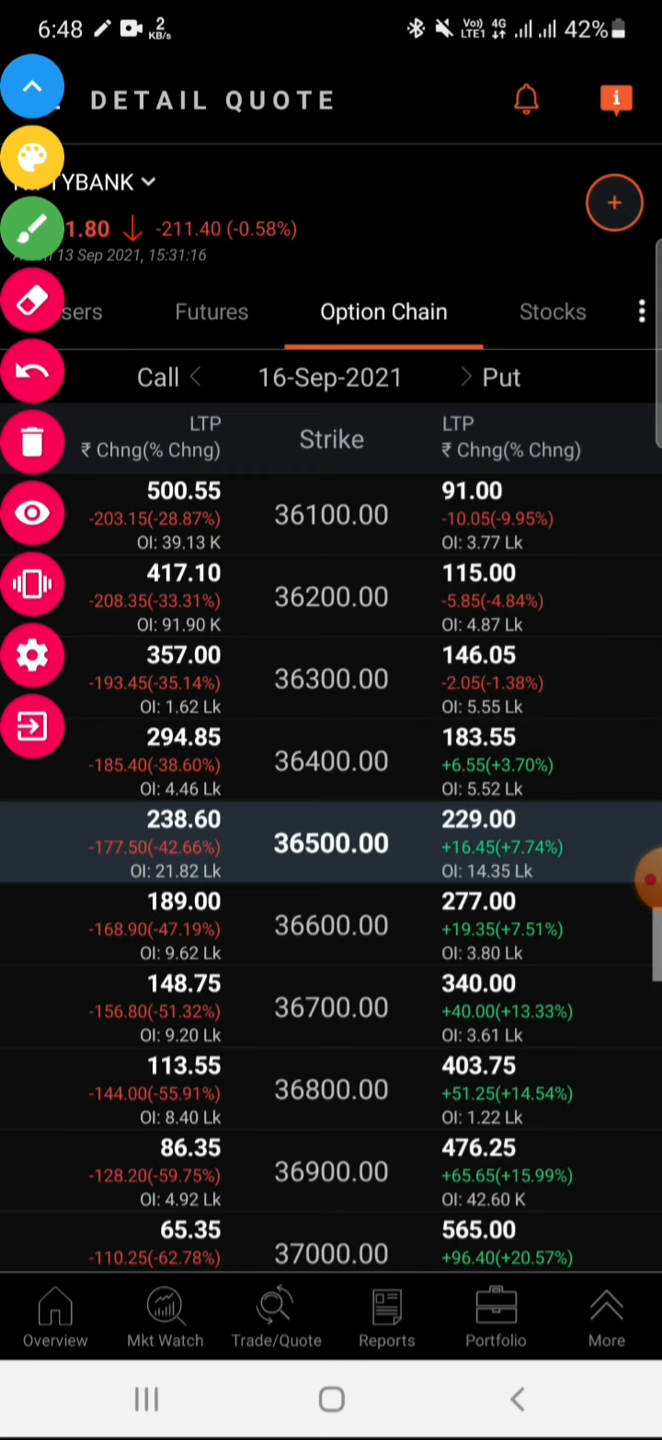 6:48 2 KB/s Vo)) LTE1 4G 42%
DETAIL QUOTE
TYBANK
1.80 -211.40 (-0.58%)
13 Sep 2021, 15:31:16
sers Futures Option Chain Stocks
Call 16-Sep-2021 Put
LTP Strike LTP
₹ Chng(% Chng) ₹ Chng(% Chng)
500.55 36100.00 91.00
-203.15(-28.87%) -10.05(-9.95%)
OI: 39.13 K OI: 3.77 Lk
417.10 36200.00 115.00
-208.35(-33.31%) -5.85(-4.84%)
OI: 91.90 K OI: 4.87 Lk
357.00 36300.00 146.05
-193.45(-35.14%) -2.05(-1.38%)
OI: 1.62 Lk OI: 5.55 Lk
294.85 36400.00 183.55
-185.40(-38.60%) +6.55(+3.70%)
OI: 4.46 Lk OI: 5.52 Lk
238.60 36500.00 229.00
-177.50(-42.66%) +16.45(+7.74%)
OI: 21.82 Lk OI: 14.35 Lk
189.00 36600.00 277.00
-168.90(-47.19%) +19.35(+7.51%)
OI: 9.62 Lk OI: 3.80 Lk
148.75 36700.00 340.00
-156.80(-51.32%) +40.00(+13.33%)
OI: 9.20 Lk OI: 3.61 Lk
113.55 36800.00 403.75
-144.00(-55.91%) +51.25(+14.54%)
OI: 8.40 Lk OI: 1.22 Lk
86.35 36900.00 476.25
-128.20(-59.75%) +65.65(+15.99%)
OI: 4.92 Lk OI: 42.60 K
65.35 37000.00 565.00
-110.25(-62.78%) +96.40(+20.57%)
Overview Mkt Watch Trade/Quote Reports Portfolio More